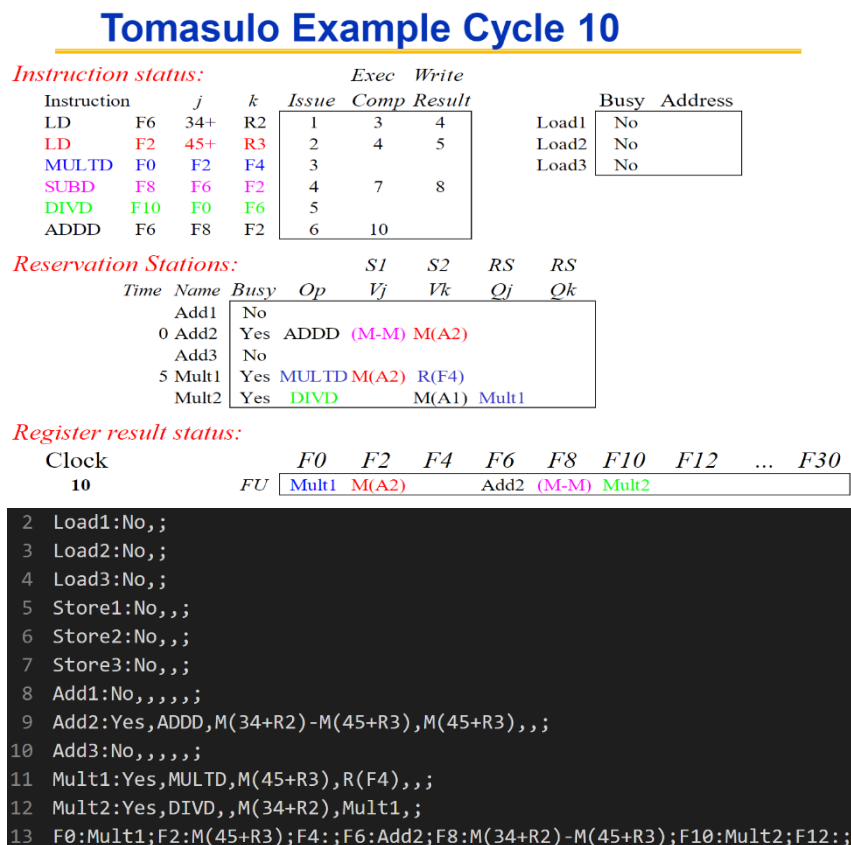 Tomasulo Example Cycle 10
Instruction status: Exec Write
Instruction j k Issue Comp Result Busy Address
LD F6 34+ R2 1 3 4 Load1 No
LD F2 45+ R3 2 4 5 Load2 No
MULTD F0 F2 F4 3 Load3 No
SUBD F8 F6 F2 4 7 8
DIVD F10 F0 F6 5
ADDD F6 F8 F2 6 10
Reservation Stations: S1 S2 RS RS
Time Name Busy Op Vj Vk Qj Qk
Add1 No
0 Add2 Yes ADDD (M-M) M(A2)
Add3 No
5 Mult1 Yes MULTD M(A2) R(F4)
Mult2 Yes DIVD M(A1) Mult1
Register result status:
Clock F0 F2 F4 F6 F8 F10 F12 ... F30
10 FU Mult1 M(A2) Add2 (M-M) Mult2
2 Load1:No,;
3 Load2:No,;
4 Load3:No,;
5 Store1:No,,;
6 Store2:No,,;
7 Store3:No,,;
8 Add1:No,,,,,;
9 Add2:Yes,ADDD,M(34+R2)-M(45+R3),M(45+R3),,;
10 Add3:No,,,,,;
11 Mult1:Yes,MULTD,M(45+R3),R(F4),,;
12 Mult2:Yes,DIVD,,M(34+R2),Mult1,;
13 F0:Mult1;F2:M(45+R3);F4:;F6:Add2;F8:M(34+R2)-M(45+R3);F10:Mult2;F12:;